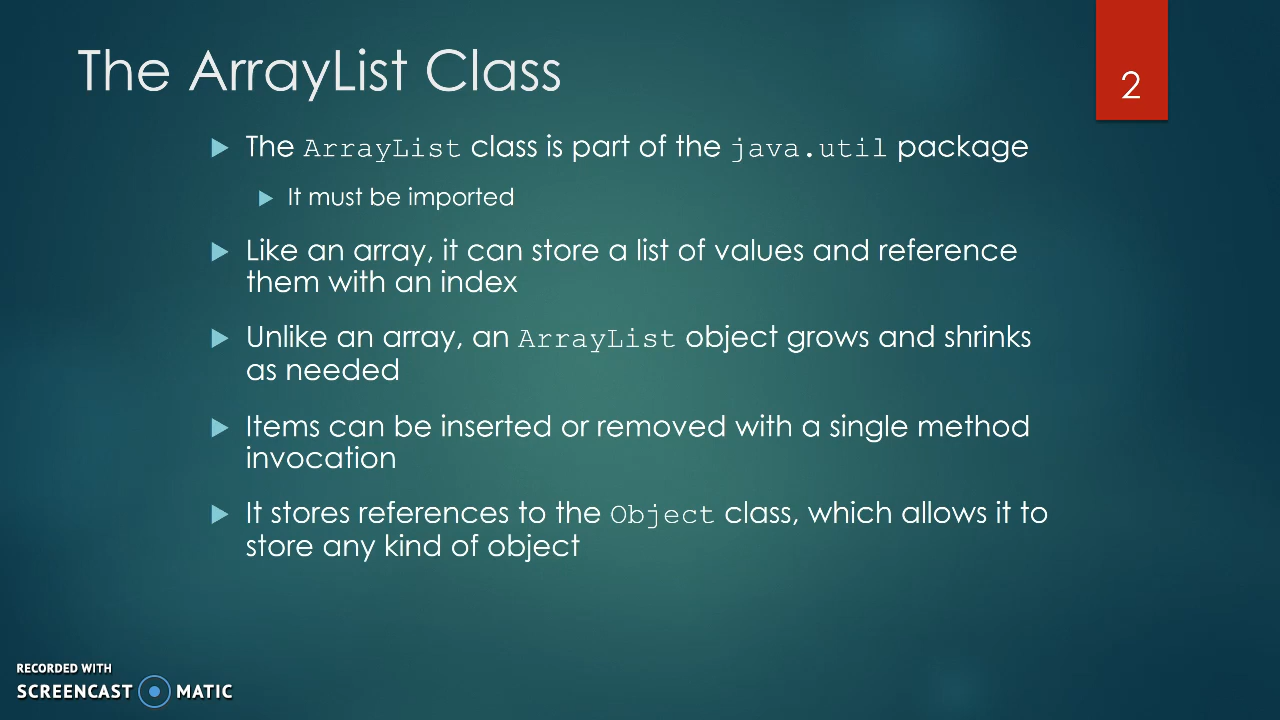 The ArrayList Class
2
The ArrayList class is part of the java.util package
It must be imported
Like an array, it can store a list of values and reference
them with an index
Unlike an array, an ArrayList object grows and shrinks
as needed
Items can be inserted or removed with a single method
invocation
It stores references to the Object class, which allows it to
store any kind of object
RECORDED WITH
SCREENCAST MATIC